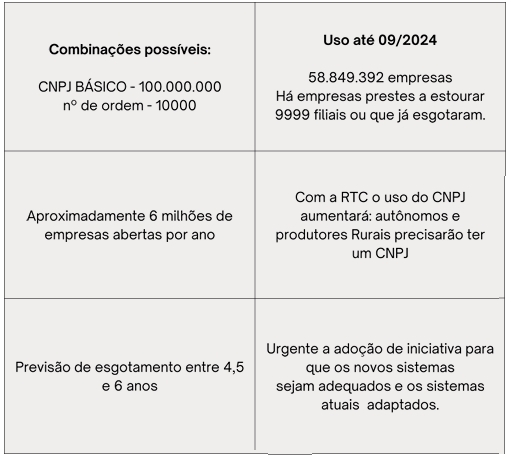 Combinações possíveis:
CNPJ BÁSICO - 100.000.000
nº de ordem - 10000
Uso até 09/2024
58.849.392 empresas
Há empresas prestes a estourar
9999 filiais ou que já esgotaram.
Aproximadamente 6 milhões de
empresas abertas por ano
Com a RTC o uso do CNPJ
aumentará: autônomos e
produtores Rurais precisarão ter
um CNPJ
Previsão de esgotamento entre 4,5
e 6 anos
Urgente a adoção de iniciativa para
que os novos sistemas
sejam adequados e os sistemas
atuais adaptados.